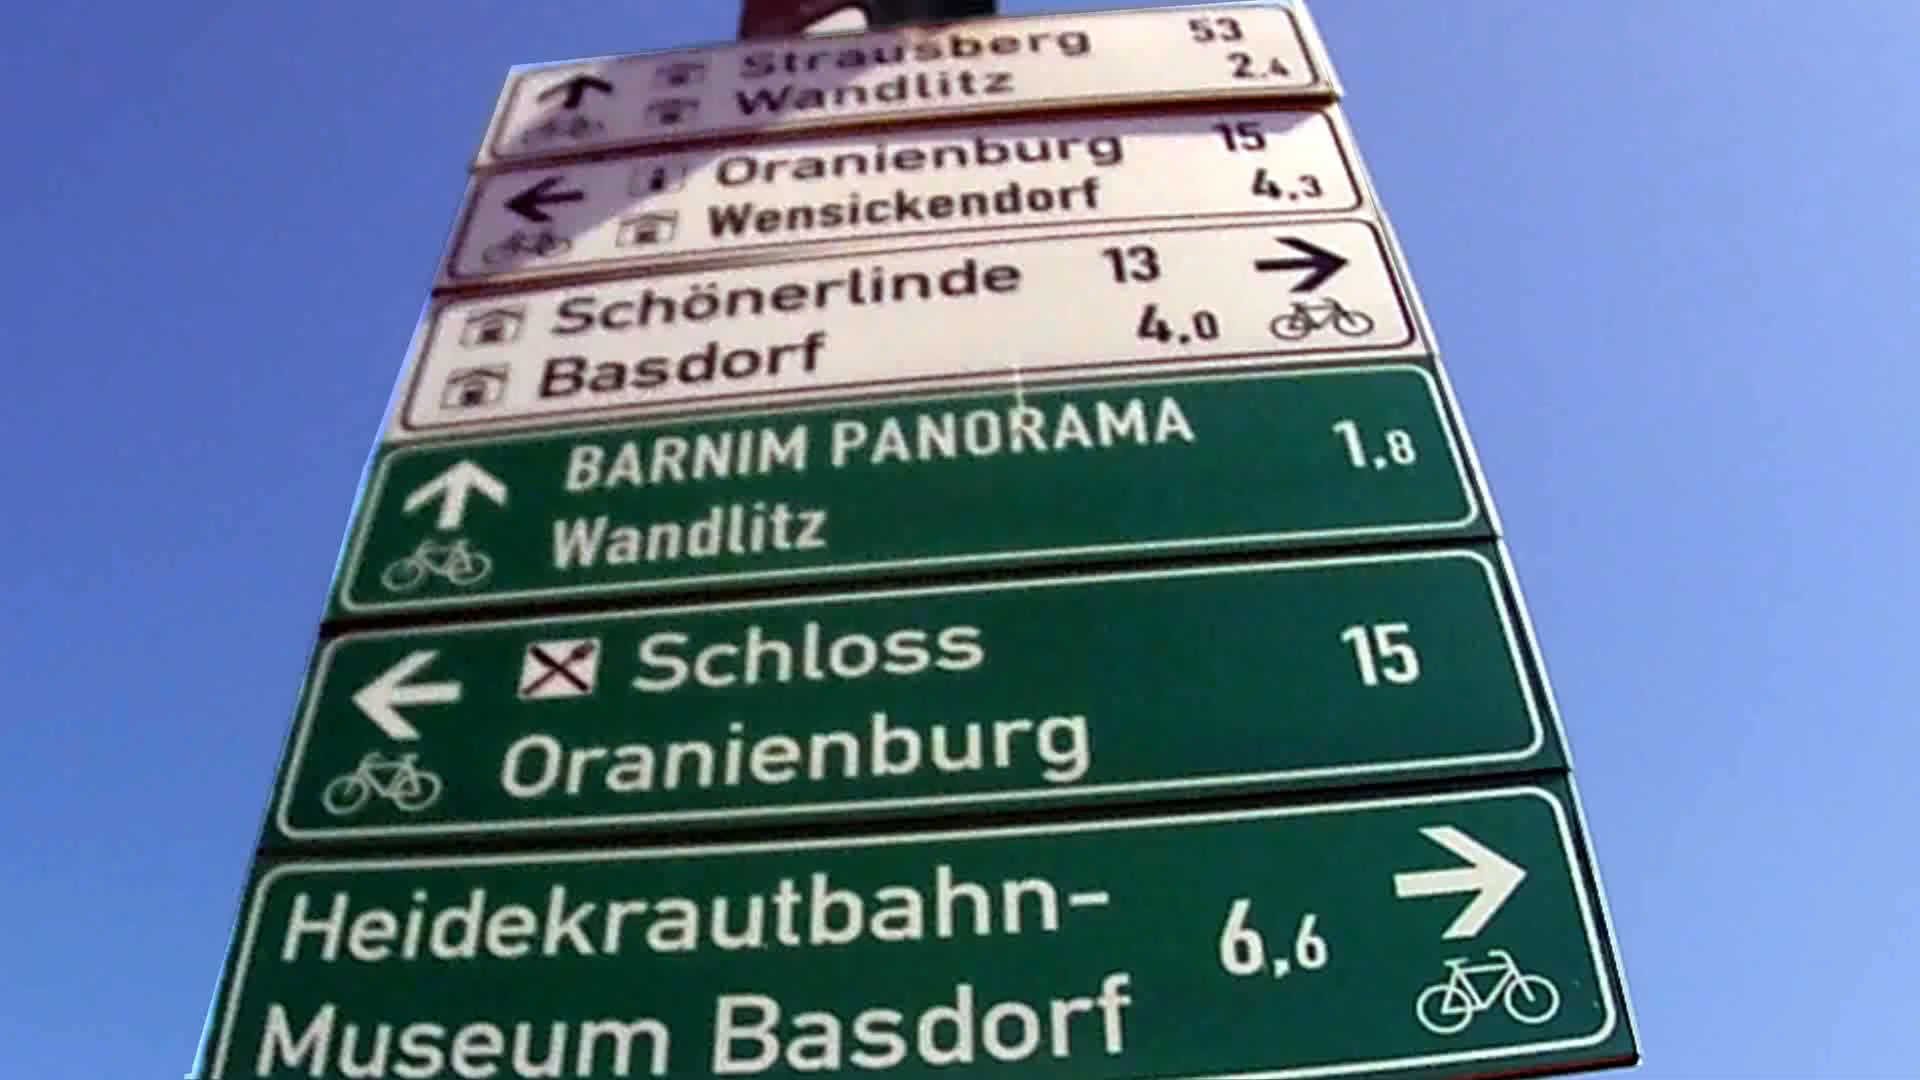 Strausberg 53
Wandlitz 2.4
Oranienburg 15
Wensickendorf 4.3
Schönerlinde 13
Basdorf 4.0
BARNIM PANORAMA 1.8
Wandlitz
Schloss 15
Oranienburg
Heidekrautbahn- 6,6
Museum Basdorf